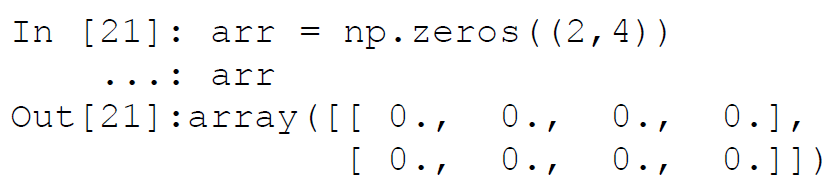 In [21]: arr = np.zeros((2,4))
    ...: arr
Out[21]:array([[ 0.,  0.,  0.,  0.],
               [ 0.,  0.,  0.,  0.]])